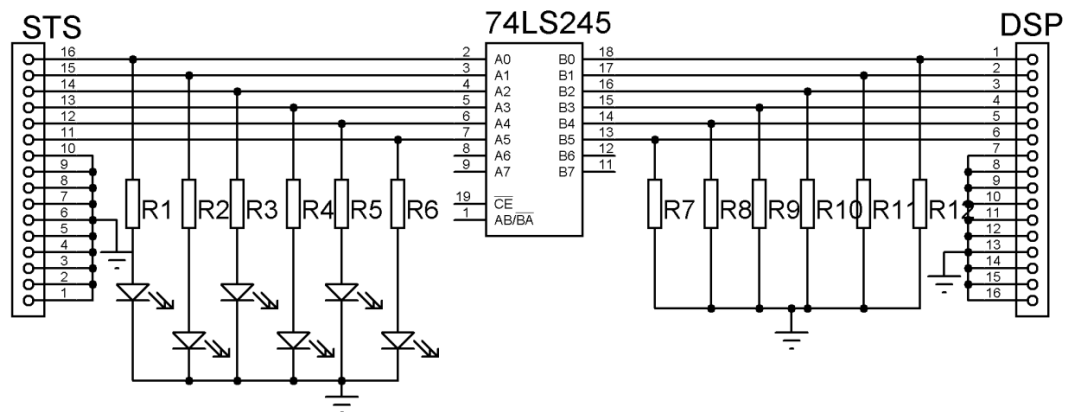 STS
74LS245
DSP
16
15
14
13
12
11
10
9
8
7
6
5
4
3
2
1
R1
R2
R3
R4
R5
R6
2 A0 B0 18
3 A1 B1 17
4 A2 B2 16
5 A3 B3 15
6 A4 B4 14
7 A5 B5 13
8 A6 B6 12
9 A7 B7 11
19 CE
1 AB/BA
R7
R8
R9
R10
R11
R12
1
2
3
4
5
6
7
8
9
10
11
12
13
14
15
16